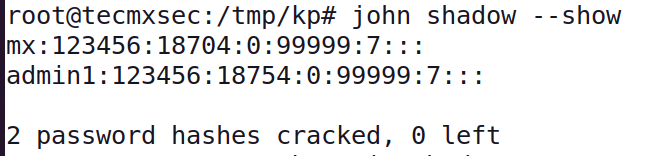 root@tecmxsec:/tmp/kp# john shadow --show
mx:123456:18704:0:99999:7:::
admin1:123456:18754:0:99999:7:::
2 password hashes cracked, 0 left